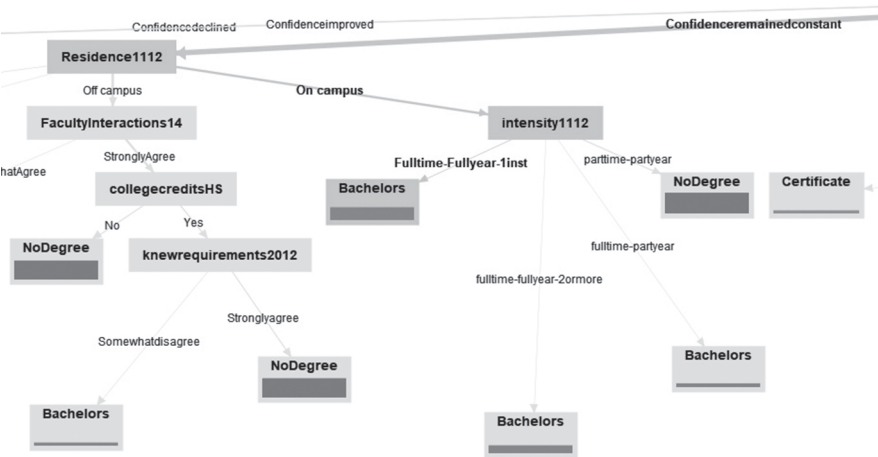 Confidencedeclined
Confidenceimproved
Confidenceremainedconstant
Residence1112
Off campus
On campus
FacultyInteractions14
intensity1112
hatAgree
StronglyAgree
Fulltime-Fullyear-1inst
parttime-partyear
collegecreditsHS
Bachelors
NoDegree
Certificate
No
Yes
NoDegree
knewrequirements2012
fulltime-partyear
fulltime-fullyear-2ormore
Stronglyagree
Somewhatdisagree
NoDegree
Bachelors
Bachelors
Bachelors